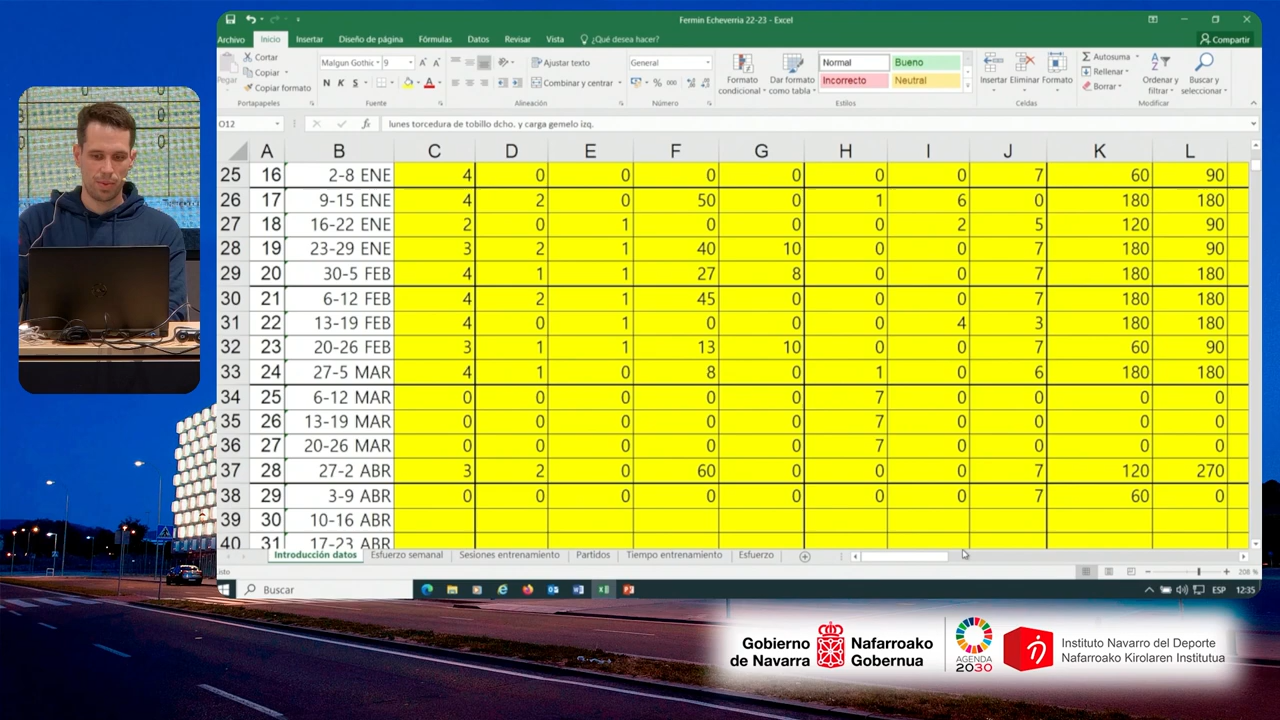 Fermin Echeverria 22-23 - Excel
Archivo Inicio Insertar Diseño de página Fórmulas Datos Revisar Vista ¿Qué desea hacer? Compartir
Pegar
Cortar
Copiar
Copiar formato
Portapapeles
Malgun Gothic 9
N K S
Fuente
Ajustar texto
Combinar y centrar
Alineación
General
% 000
Número
Formato condicional
Dar formato como tabla
Normal Bueno
Incorrecto Neutral
Estilos
Insertar Eliminar Formato
Celdas
Autosuma
Rellenar
Borrar
Ordenar y filtrar
Buscar y seleccionar
Modificar
O12 fx lunes torcedura de tobillo dcho. y carga gemelo izq.
A B C D E F G H I J K L
25 16 2-8 ENE 4 0 0 0 0 0 0 7 60 90
26 17 9-15 ENE 4 2 0 50 0 1 6 0 180 180
27 18 16-22 ENE 2 0 1 0 0 0 2 5 120 90
28 19 23-29 ENE 3 2 1 40 10 0 0 7 180 90
29 20 30-5 FEB 4 1 1 27 8 0 0 7 180 180
30 21 6-12 FEB 4 2 1 45 0 0 0 7 180 180
31 22 13-19 FEB 4 0 1 0 0 0 4 3 180 180
32 23 20-26 FEB 3 1 1 13 10 0 0 7 60 90
33 24 27-5 MAR 4 1 0 8 0 1 0 6 180 180
34 25 6-12 MAR 0 0 0 0 0 7 0 0 0 0
35 26 13-19 MAR 0 0 0 0 0 7 0 0 0 0
36 27 20-26 MAR 0 0 0 0 0 7 0 0 0 0
37 28 27-2 ABR 3 2 0 60 0 0 0 7 120 270
38 29 3-9 ABR 0 0 0 0 0 0 0 7 60 0
39 30 10-16 ABR
40 31 17-23 ABR
Introducción datos Esfuerzo semanal Sesiones entrenamiento Partidos Tiempo entrenamiento Esfuerzo
208 %
Buscar
ESP 12:35
Gobierno de Navarra
Nafarroako Gobernua
AGENDA 2030
Instituto Navarro del Deporte
Nafarroako Kirolaren Institutua